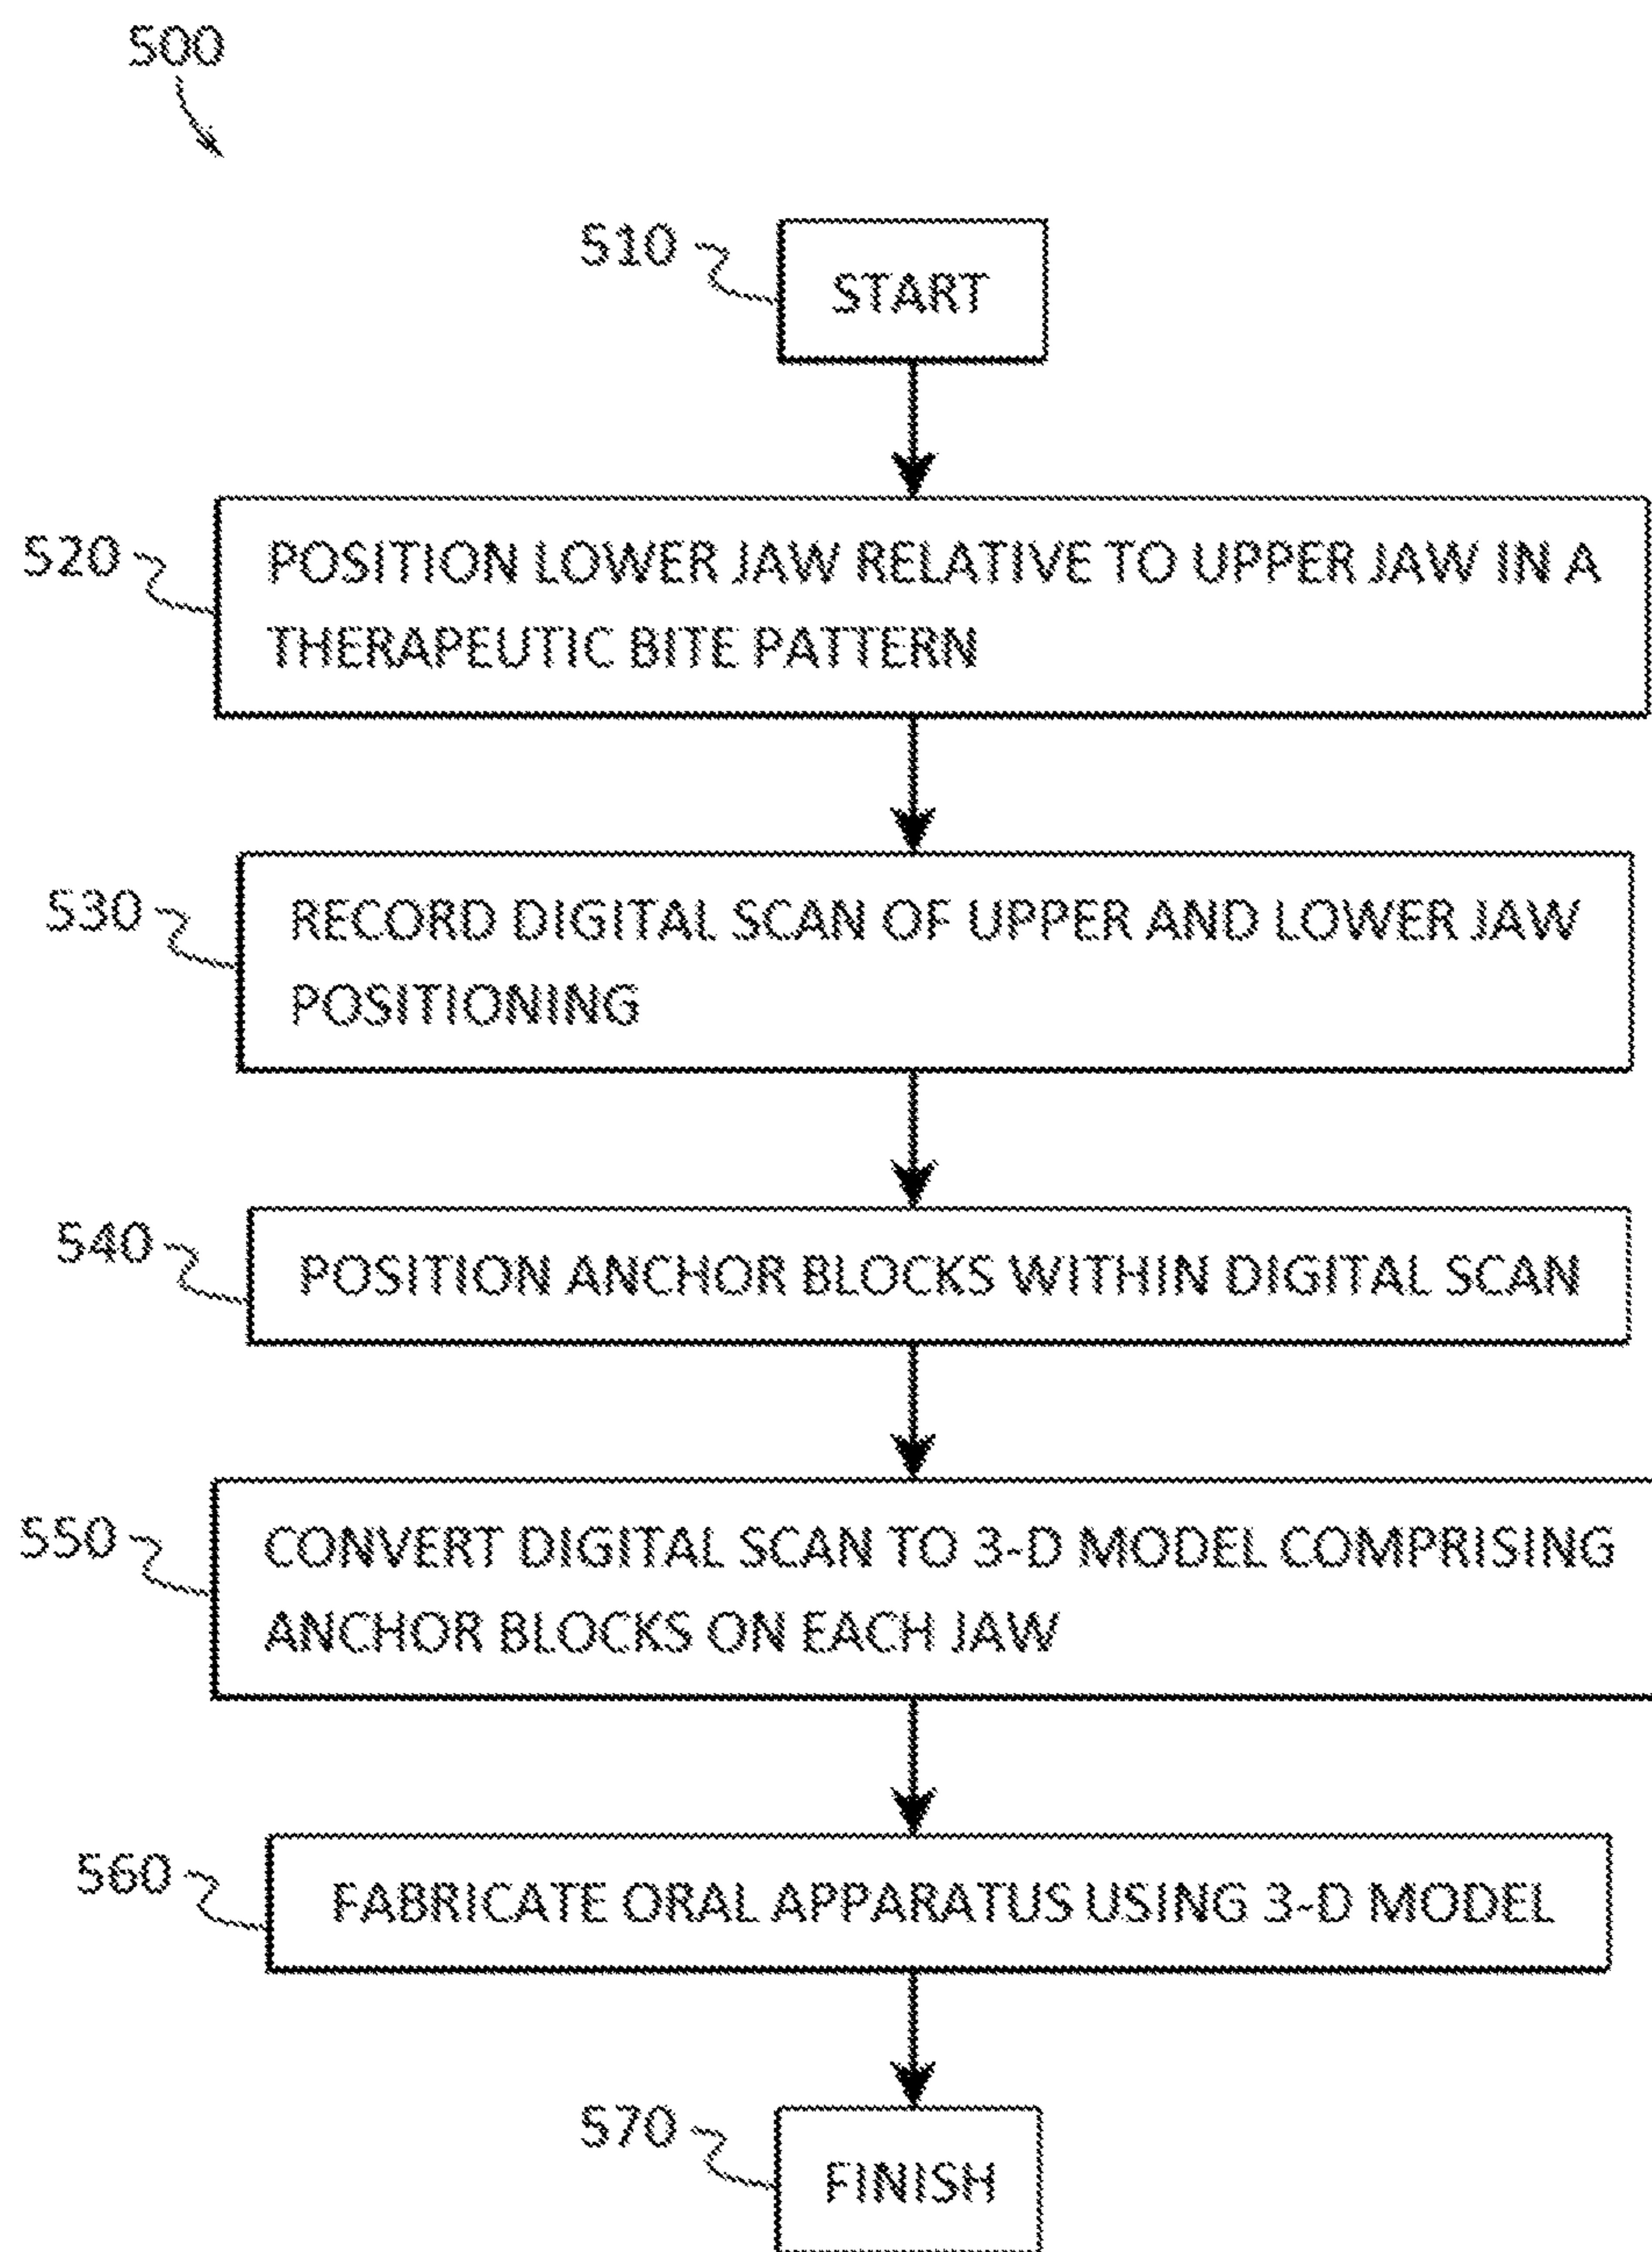 500
510
START
520
POSITION LOWER JAW RELATIVE TO UPPER JAW IN A
THERAPEUTIC BITE PATTERN
530
RECORD DIGITAL SCAN OF UPPER AND LOWER JAW
POSITIONING
540
POSITION ANCHOR BLOCKS WITHIN DIGITAL SCAN
550
CONVERT DIGITAL SCAN TO 3-D MODEL COMPRISING
ANCHOR BLOCKS ON EACH JAW
560
FABRICATE ORAL APPARATUS USING 3-D MODEL
570
FINISH